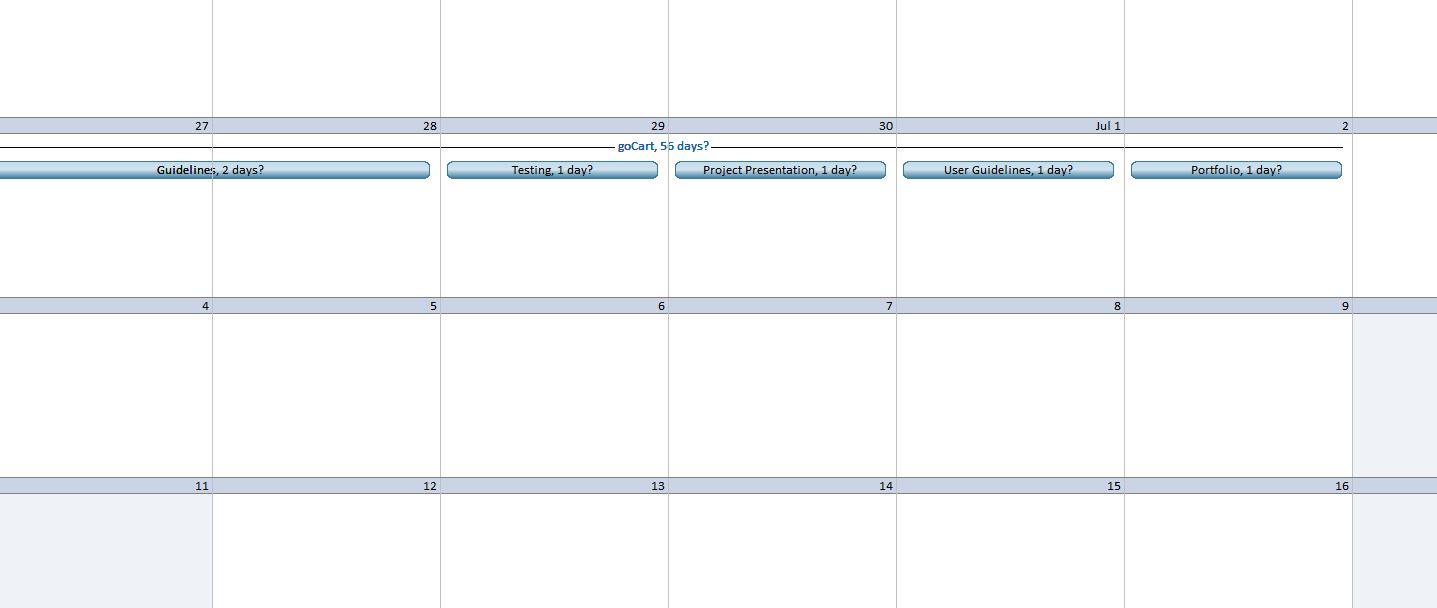 27 28 29 30 Jul 1 2
goCart, 56 days?
Guidelines, 2 days? Testing, 1 day? Project Presentation, 1 day? User Guidelines, 1 day? Portfolio, 1 day?
4 5 6 7 8 9
11 12 13 14 15 16